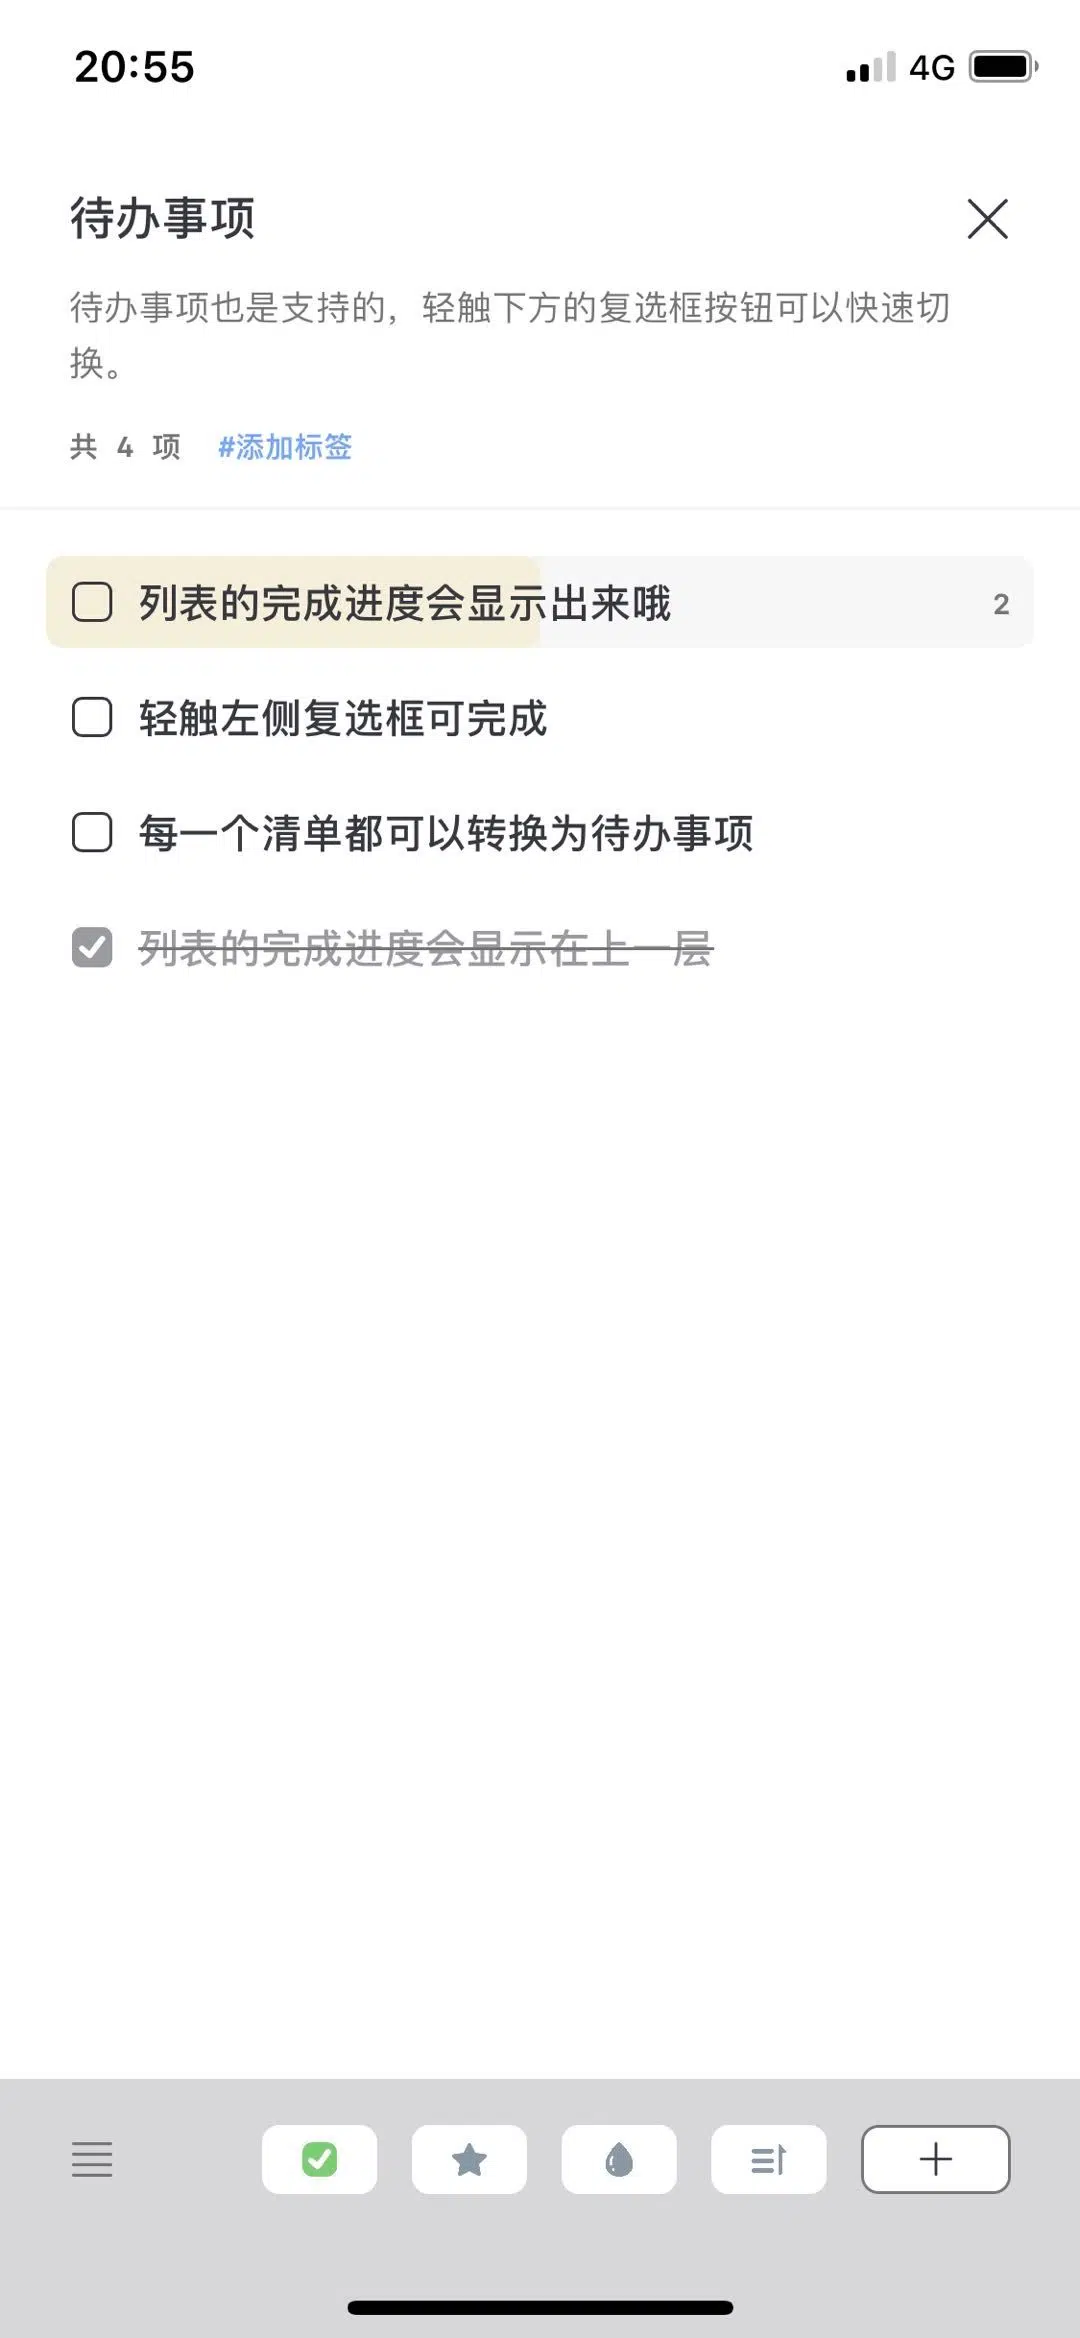 20:55
4G
待办事项
待办事项也是支持的，轻触下方的复选框按钮可以快速切
换。
共 4 项 #添加标签
列表的完成进度会显示出来哦 2
轻触左侧复选框可完成
每一个清单都可以转换为待办事项
列表的完成进度会显示在上一层